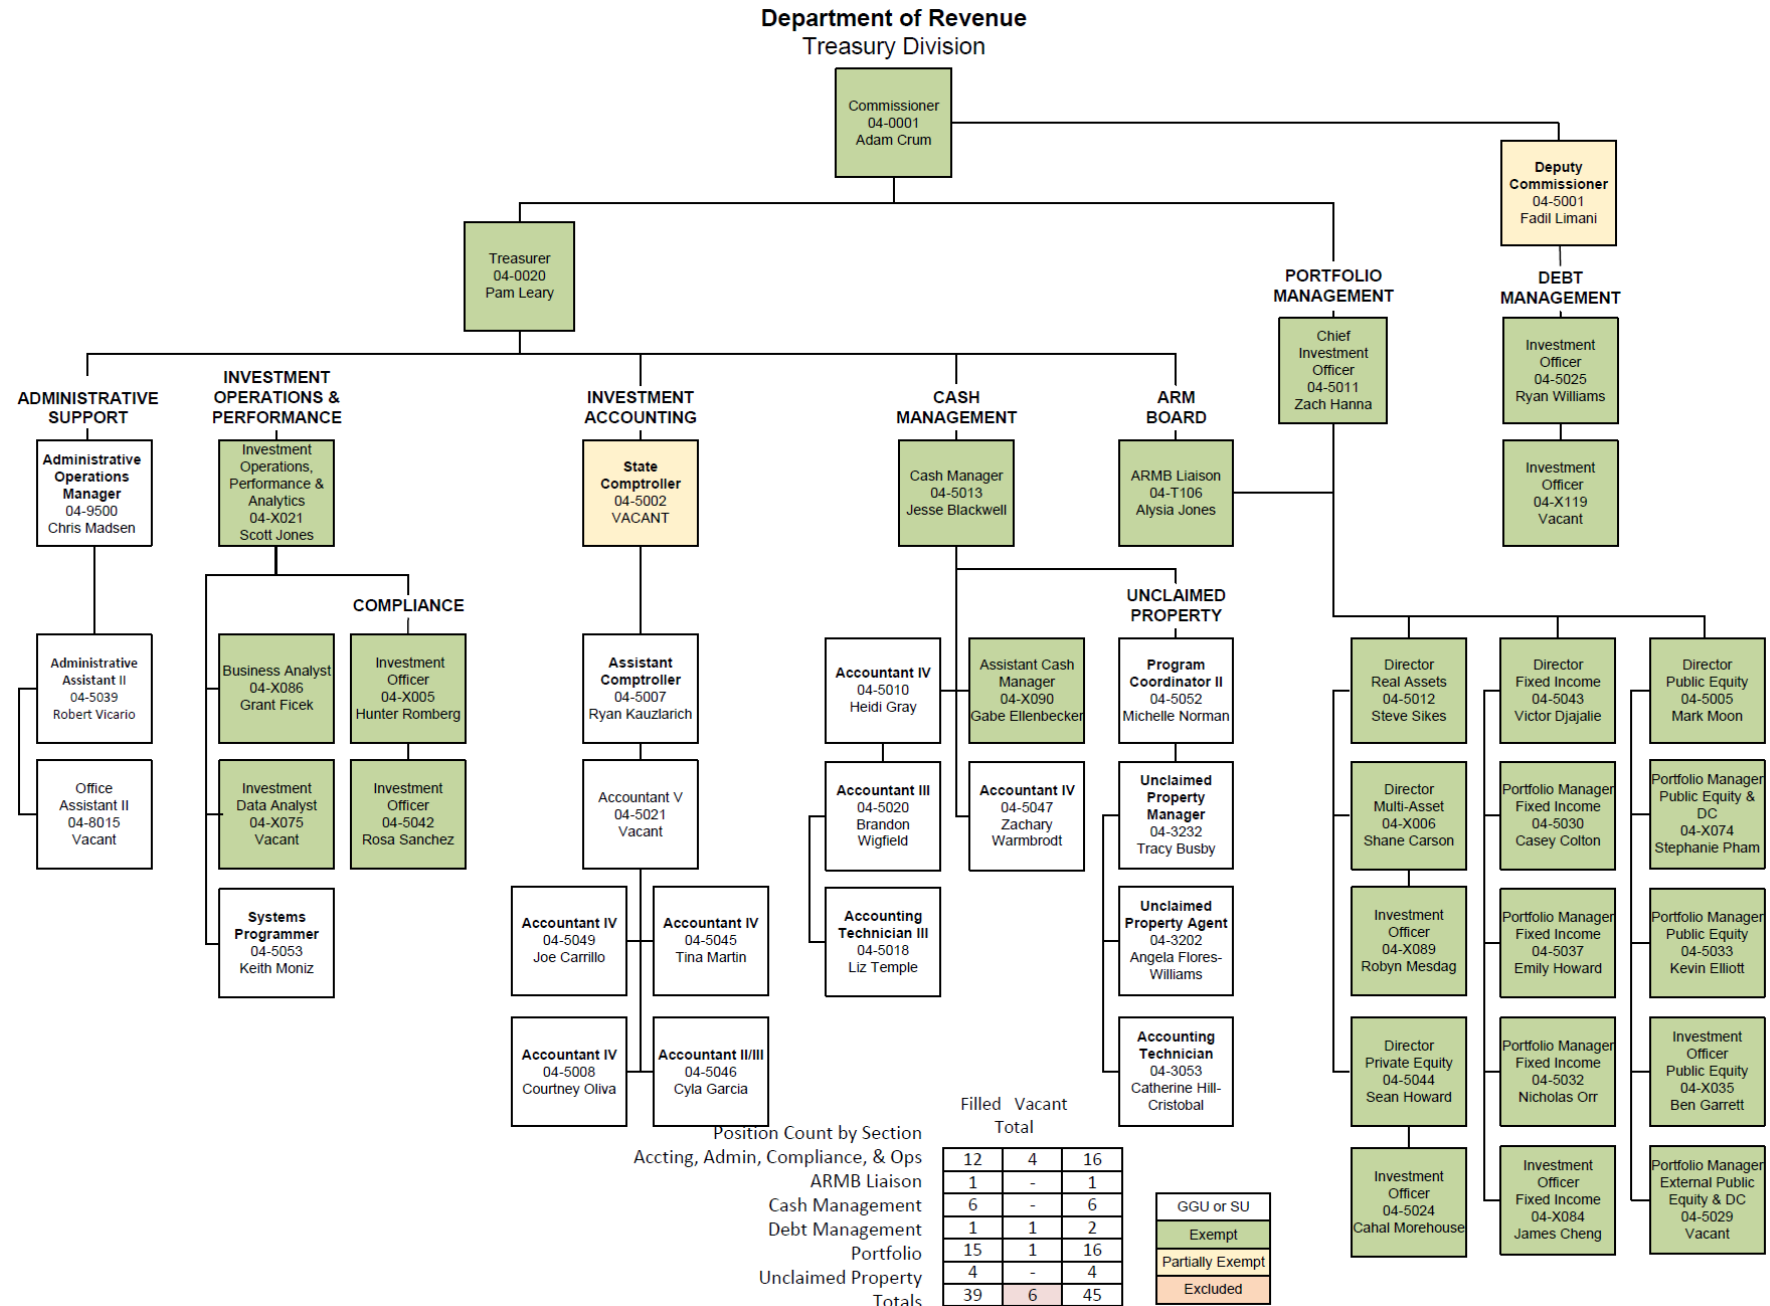 Department of Revenue
Treasury Division
Commissioner
04-0001
Adam Crum
Deputy
Commissioner
04-5001
Fadil Limani
Treasurer
04-0020
Pam Leary
PORTFOLIO
MANAGEMENT
DEBT
MANAGEMENT
Chief
Investment
Officer
04-5011
Zach Hanna
Investment
Officer
04-5025
Ryan Williams
Investment
Officer
04-X119
Vacant
ADMINISTRATIVE
SUPPORT
INVESTMENT
OPERATIONS &
PERFORMANCE
INVESTMENT
ACCOUNTING
CASH
MANAGEMENT
ARM
BOARD
Administrative
Operations
Manager
04-9500
Chris Madsen
Investment
Operations,
Performance &
Analytics
04-X021
Scott Jones
State
Comptroller
04-5002
VACANT
Cash Manager
04-5013
Jesse Blackwell
ARMB Liaison
04-T106
Alysia Jones
COMPLIANCE
UNCLAIMED
PROPERTY
Administrative
Assistant II
04-5039
Robert Vicario
Business Analyst
04-X086
Grant Ficek
Investment
Officer
04-X005
Hunter Romberg
Assistant
Comptroller
04-5007
Ryan Kauzlarich
Accountant IV
04-5010
Heidi Gray
Assistant Cash
Manager
04-X090
Gabe Ellenbecker
Program
Coordinator II
04-5052
Michelle Norman
Director
Real Assets
04-5012
Steve Sikes
Director
Fixed Income
04-5043
Victor Djajalie
Director
Public Equity
04-5005
Mark Moon
Office
Assistant II
04-8015
Vacant
Investment
Data Analyst
04-X075
Vacant
Investment
Officer
04-5042
Rosa Sanchez
Accountant V
04-5021
Vacant
Accountant III
04-5020
Brandon
Wigfield
Accountant IV
04-5047
Zachary
Warmbrodt
Unclaimed
Property
Manager
04-3232
Tracy Busby
Director
Multi-Asset
04-X006
Shane Carson
Portfolio Manager
Fixed Income
04-5030
Casey Colton
Portfolio Manager
Public Equity &
DC
04-X074
Stephanie Pham
Systems
Programmer
04-5053
Keith Moniz
Accountant IV
04-5049
Joe Carrillo
Accountant IV
04-5045
Tina Martin
Accounting
Technician III
04-5018
Liz Temple
Unclaimed
Property Agent
04-3202
Angela Flores-
Williams
Investment
Officer
04-X089
Robyn Mesdag
Portfolio Manager
Fixed Income
04-5037
Emily Howard
Portfolio Manager
Public Equity
04-5033
Kevin Elliott
Accountant IV
04-5008
Courtney Oliva
Accountant II/III
04-5046
Cyla Garcia
Accounting
Technician
04-3053
Catherine Hill-
Cristobal
Director
Private Equity
04-5044
Sean Howard
Portfolio Manager
Fixed Income
04-5032
Nicholas Orr
Investment
Officer
Public Equity
04-X035
Ben Garrett
Investment
Officer
04-5024
Cahal Morehouse
Investment
Officer
Fixed Income
04-X084
James Cheng
Portfolio Manager
External Public
Equity & DC
04-5029
Vacant
Filled Vacant
Position Count by Section Total
Accting, Admin, Compliance, & Ops 12 4 16
ARMB Liaison 1 - 1
Cash Management 6 - 6
Debt Management 1 1 2
Portfolio 15 1 16
Unclaimed Property 4 - 4
Totals 39 6 45
GGU or SU
Exempt
Partially Exempt
Excluded